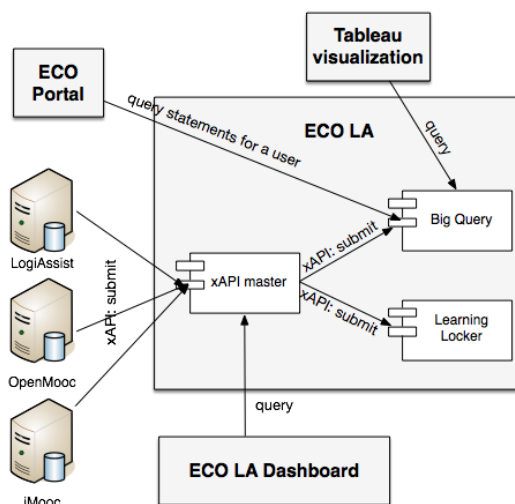 Tableau
visualization
ECO
Portal
query statements for a user
ECO LA
query
Big Query
LogiAssist
xAPI: submit
xAPI master
xAPI: submit
xAPI: submit
Learning
Locker
OpenMooc
query
ECO LA Dashboard
iMooc